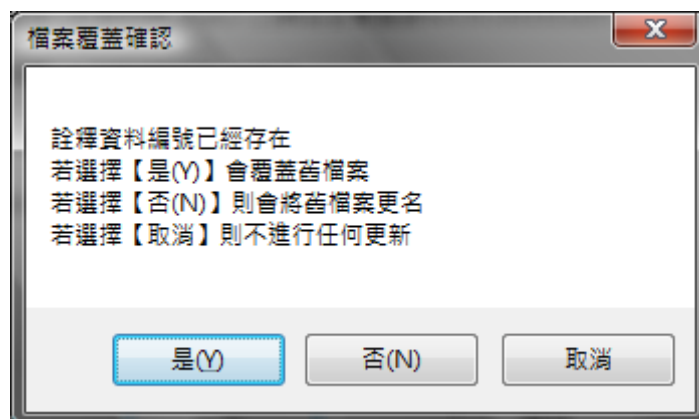 檔案覆蓋確認
詮釋資料編號已經存在
若選擇【是(Y)】會覆蓋舊檔案
若選擇【否(N)】則會將舊檔案更名
若選擇【取消】則不進行任何更新
是(Y)
否(N)
取消